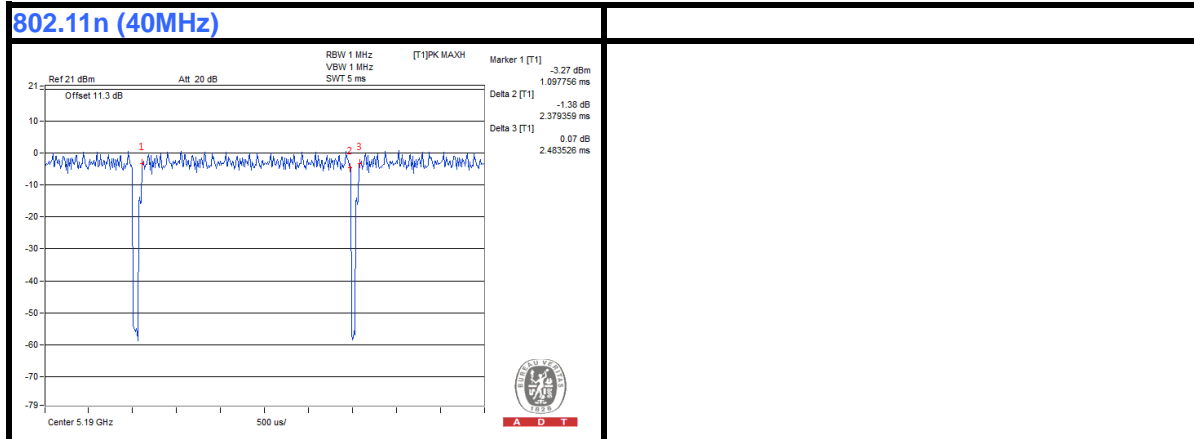 802.11n (40MHz)
RBW 1 MHz [T1]PK MAXH
VBW 1 MHz
Ref 21 dBm Att 20 dB SWT 5 ms
Marker 1 [T1]
-3.27 dBm
1.097756 ms
Delta 2 [T1]
-1.38 dB
2.379359 ms
Delta 3 [T1]
0.07 dB
2.483526 ms
21
Offset 11.3 dB
10
0
-10
-20
-30
-40
-50
-60
-70
-79
1
2 3
Center 5.19 GHz 500 us/
BUREAU VERITAS
1828
A D T